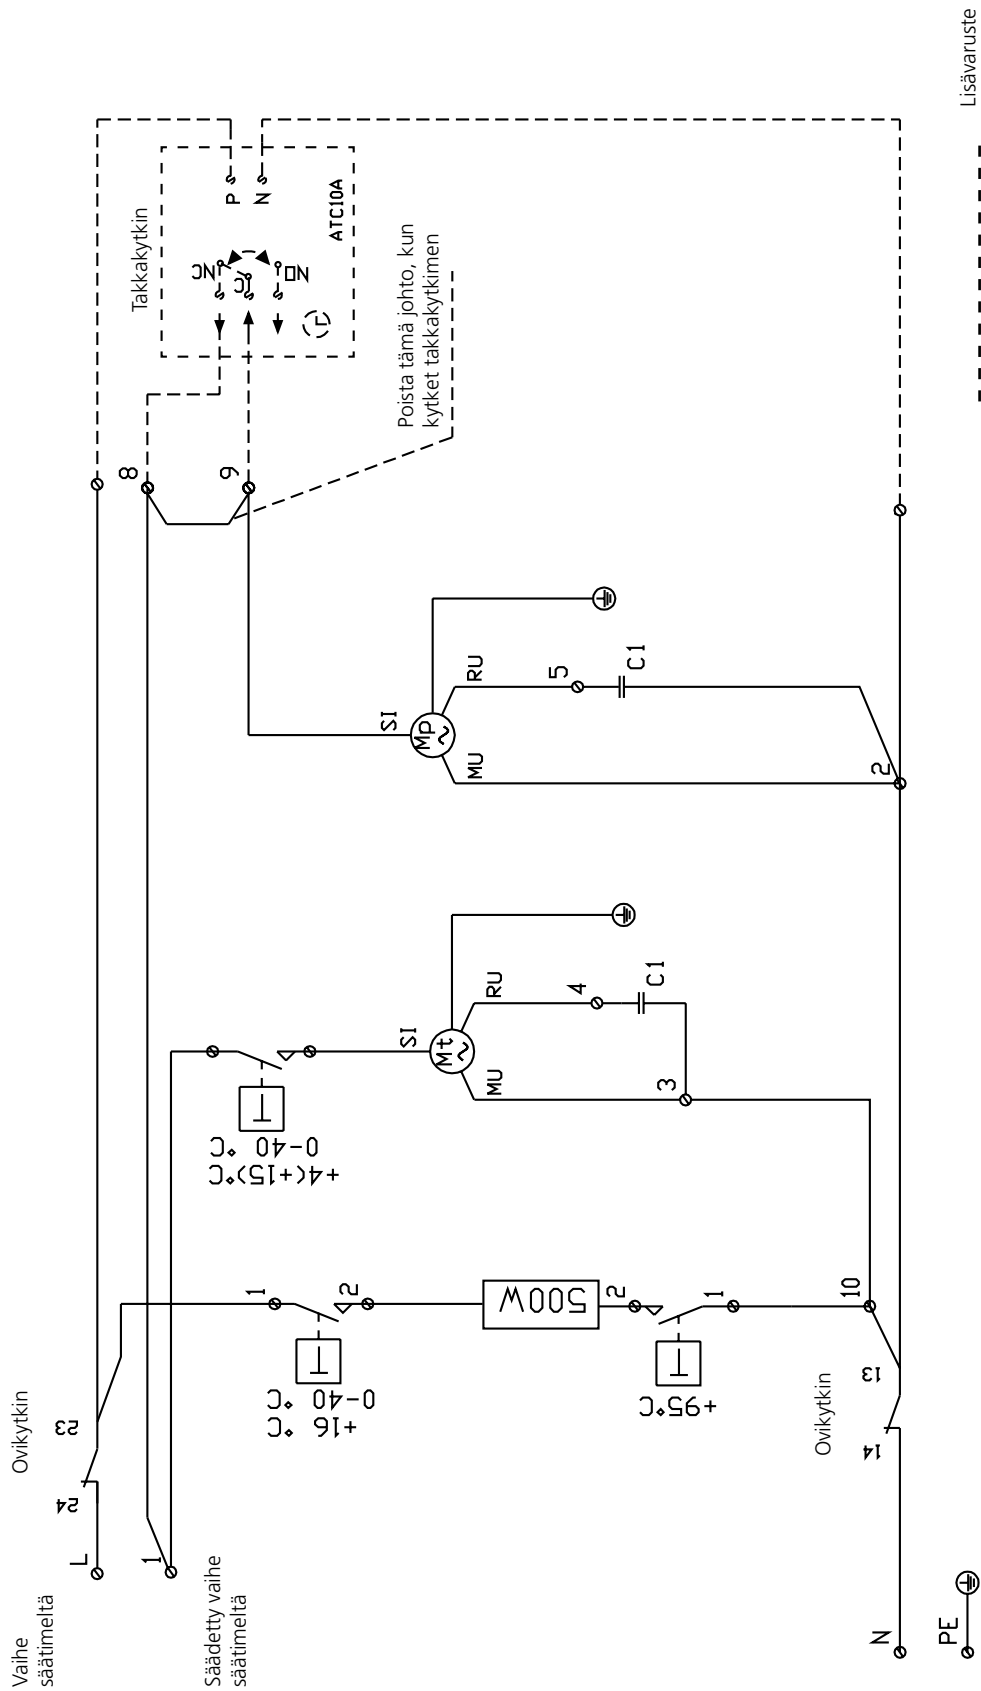 Vaihe
säätimeltä
L
24
23
Ovikytkin
Säädetty vaihe
säätimeltä
1
N
PE
14
13
Ovikytkin
+16 °C
0-40 °C
1
2
500W
2
1
+95°C
10
+4(+15)°C
0-40 °C
SI
Mt
MU
RU
3
4
C1
SI
Mp
MU
RU
5
C1
2
8
9
Poista tämä johto, kun
kytket takkakytkimen
Takkakytkin
NC
C
NO
P
N
ATC10A
Lisävaruste